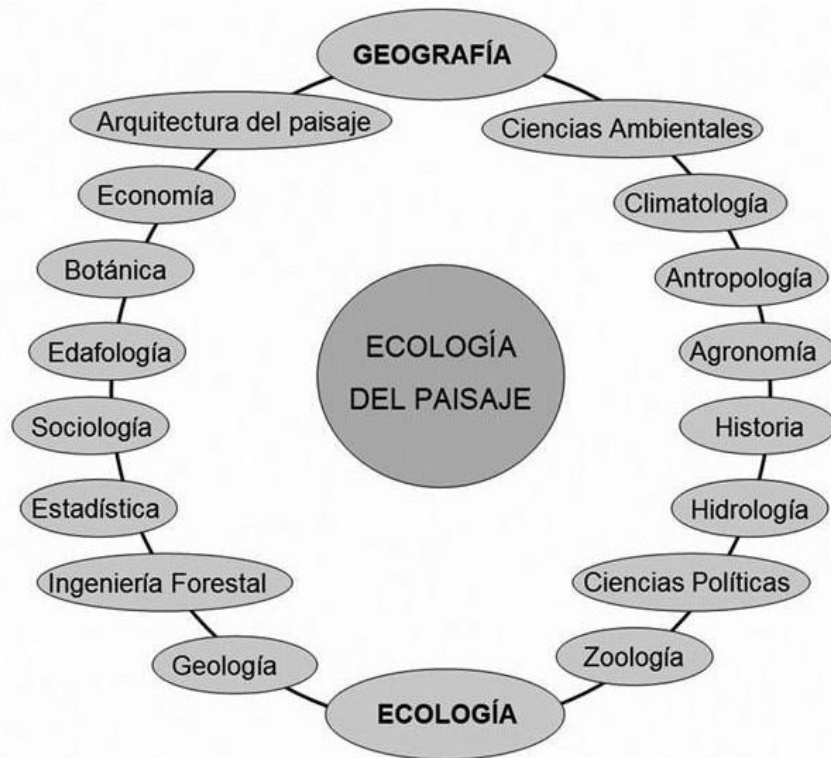 GEOGRAFÍA
Arquitectura del paisaje
Ciencias Ambientales
Economía
Climatología
Botánica
Antropología
ECOLOGÍA
DEL PAISAJE
Edafología
Agronomía
Sociología
Historia
Estadística
Hidrología
Ingeniería Forestal
Ciencias Políticas
Geología
Zoología
ECOLOGÍA